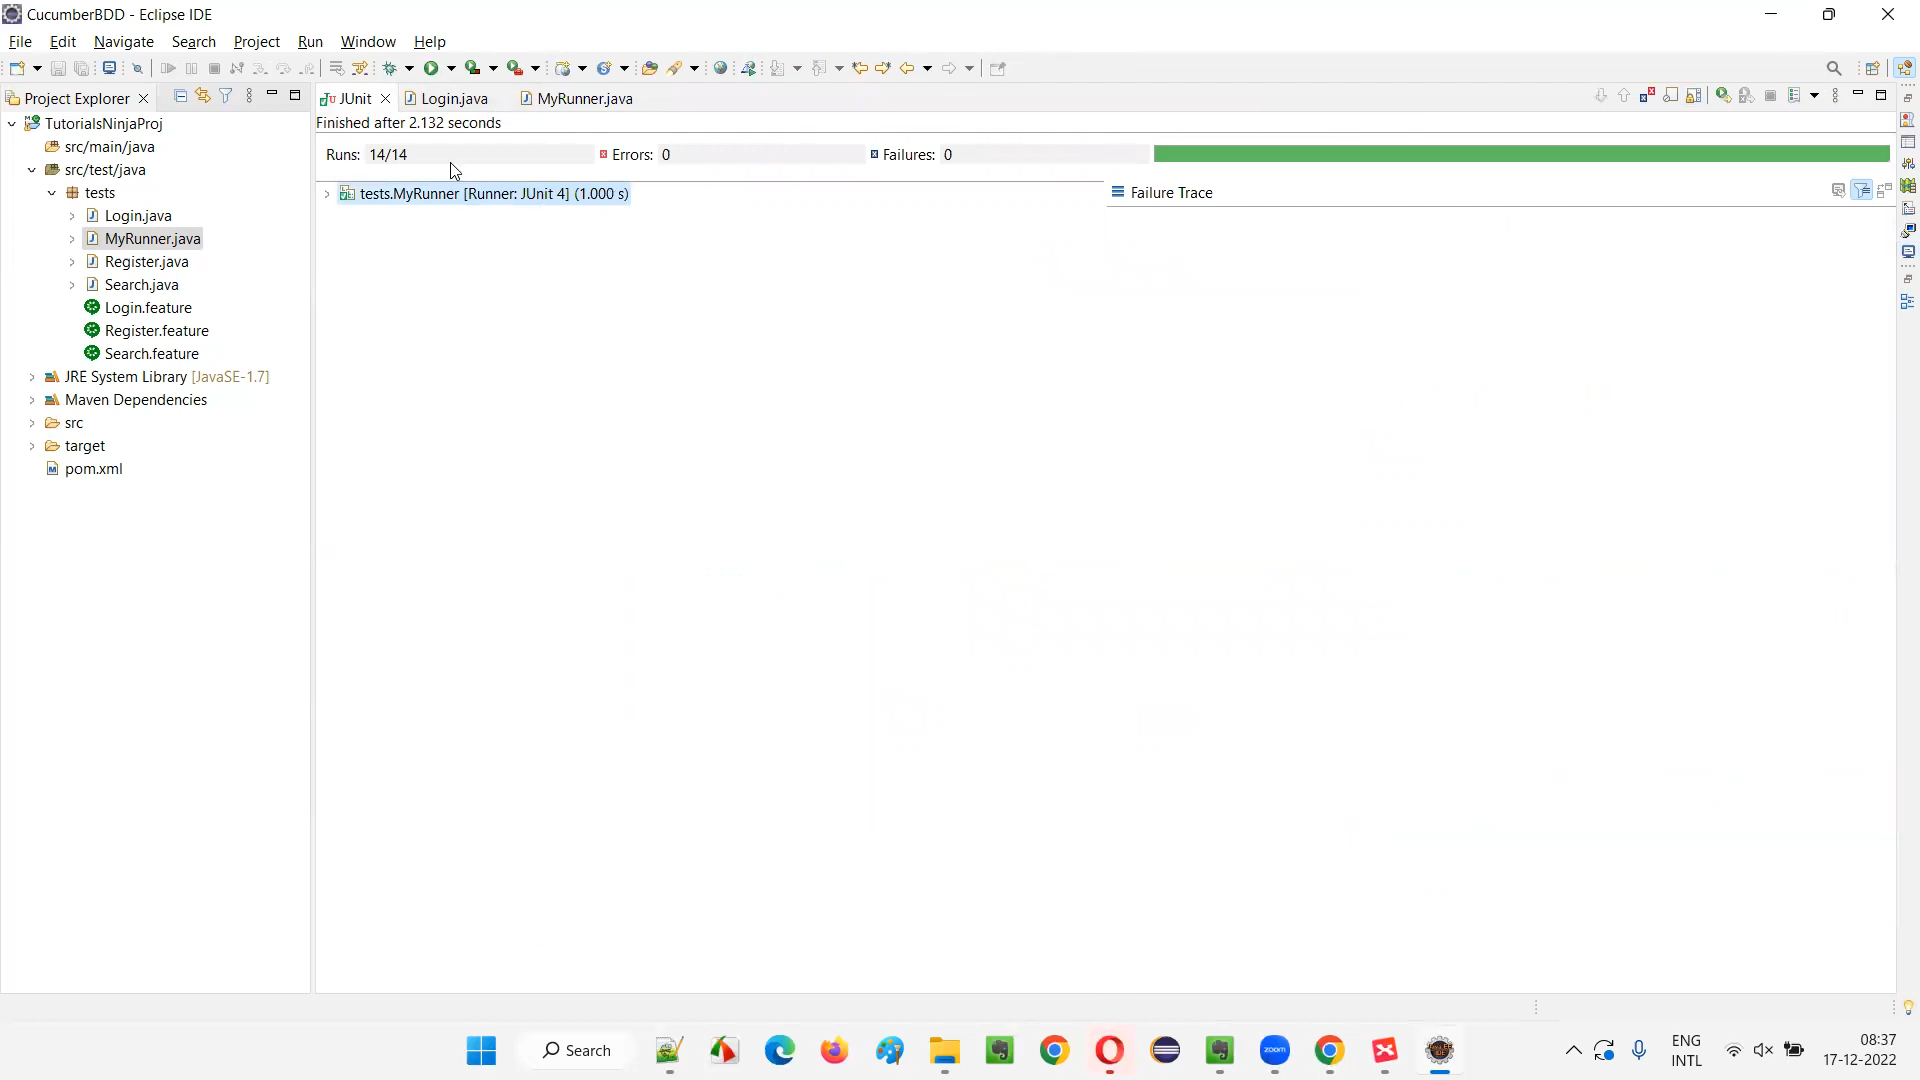 CucumberBDD - Eclipse IDE
File Edit Navigate Search Project Run Window Help
Project Explorer
JUnit Login.java MyRunner.java
Finished after 2.132 seconds
Runs: 14/14 Errors: 0 Failures: 0
tests.MyRunner [Runner: JUnit 4] (1.000 s)
Failure Trace
TutorialsNinjaProj
src/main/java
src/test/java
tests
Login.java
MyRunner.java
Register.java
Search.java
Login.feature
Register.feature
Search.feature
JRE System Library [JavaSE-1.7]
Maven Dependencies
src
target
pom.xml
Search
zoom
ENG
INTL
08:37
17-12-2022